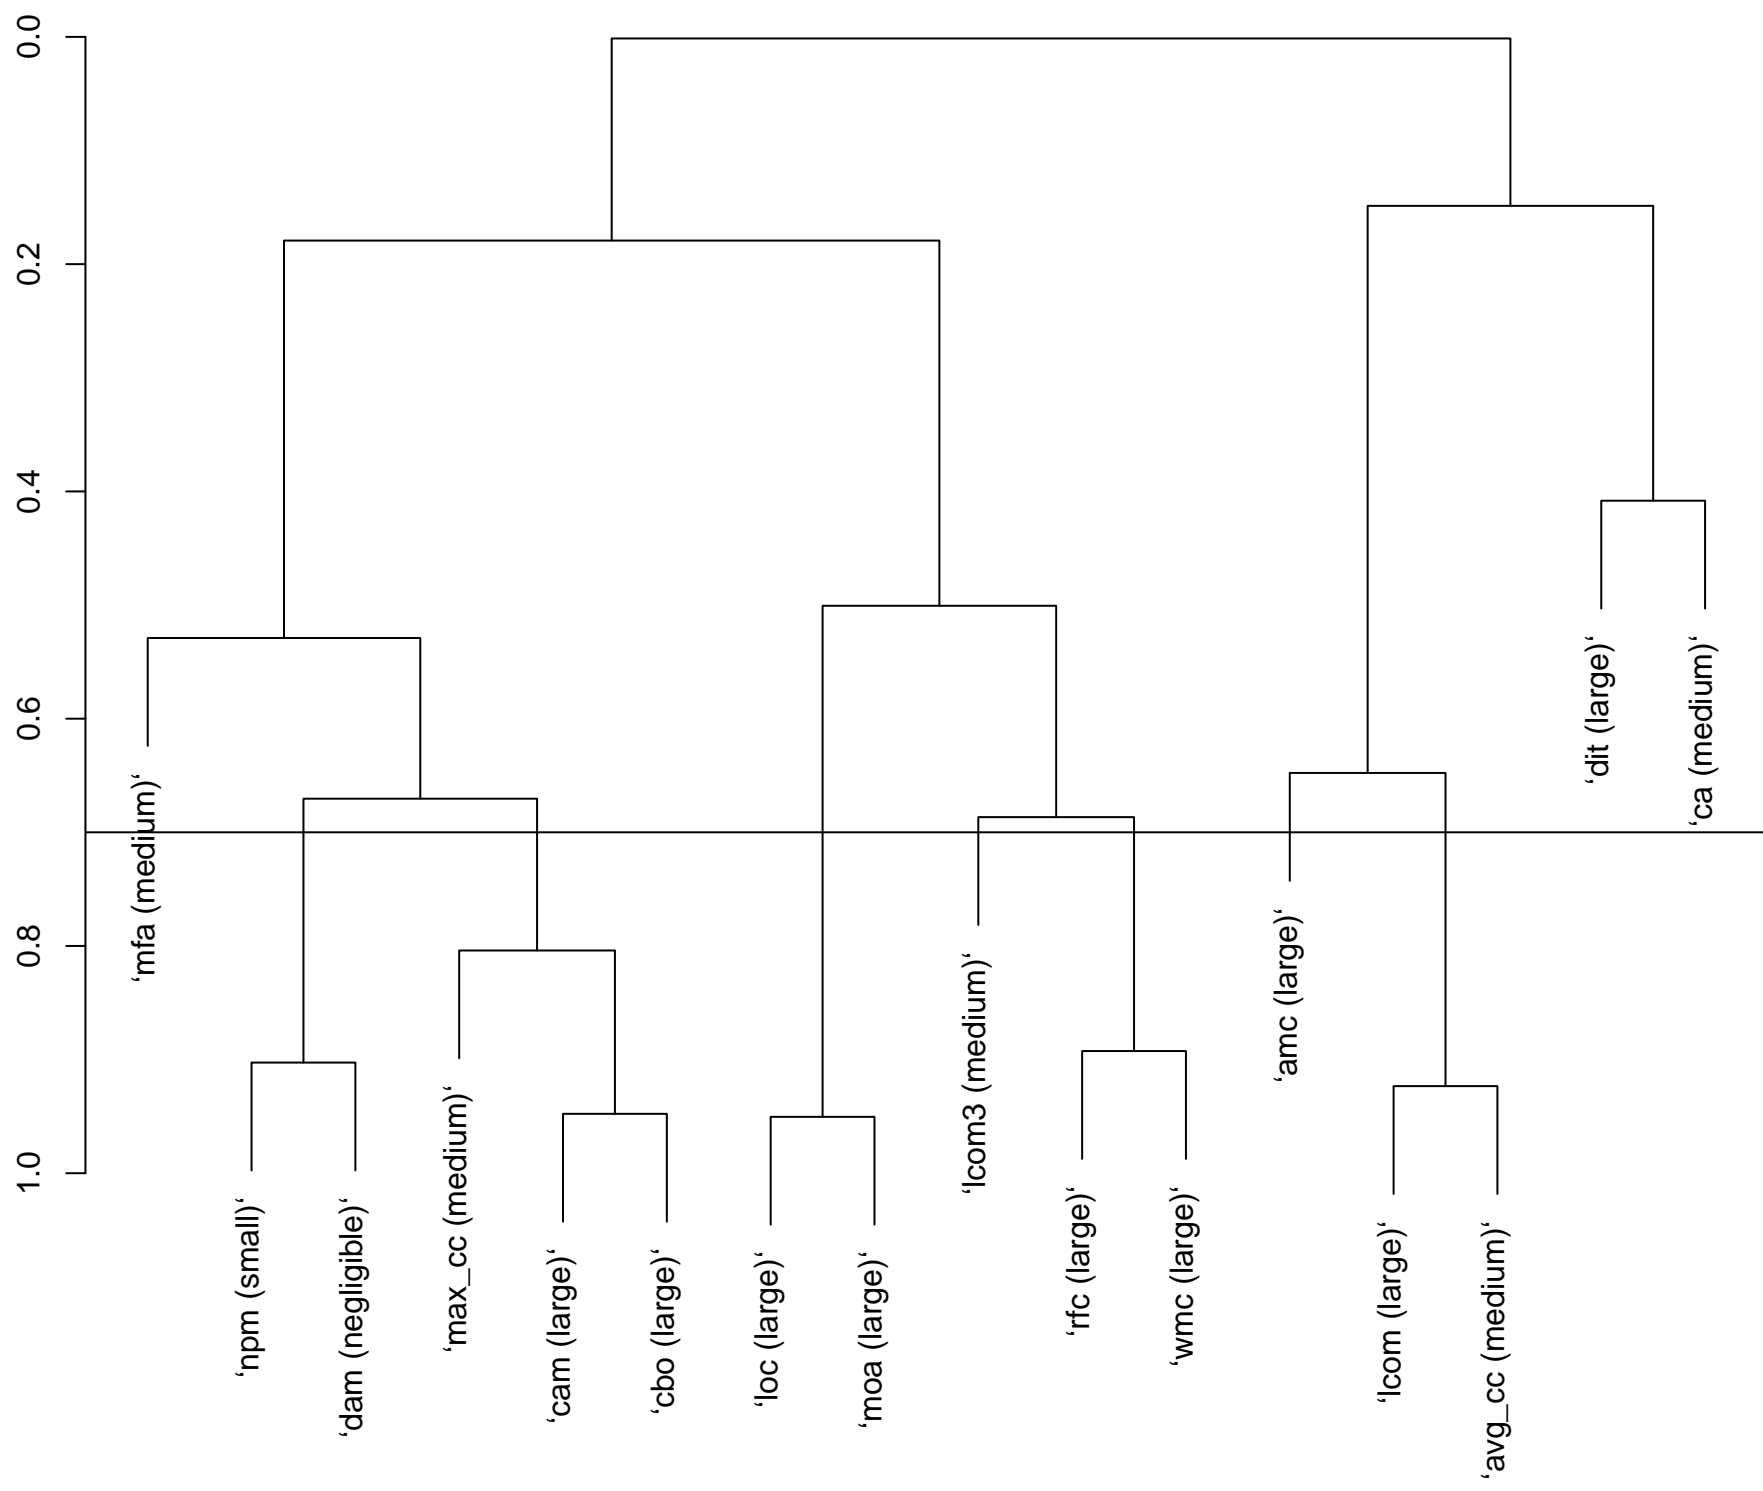 0.0
0.2
0.4
0.6
0.8
1.0
‘mfa (medium)‘
‘npm (small)‘
‘dam (negligible)‘
‘max_cc (medium)‘
‘cam (large)‘
‘cbo (large)‘
‘loc (large)‘
‘moa (large)‘
‘lcom3 (medium)‘
‘rfc (large)‘
‘wmc (large)‘
‘amc (large)‘
‘lcom (large)‘
‘avg_cc (medium)‘
‘dit (large)‘
‘ca (medium)‘